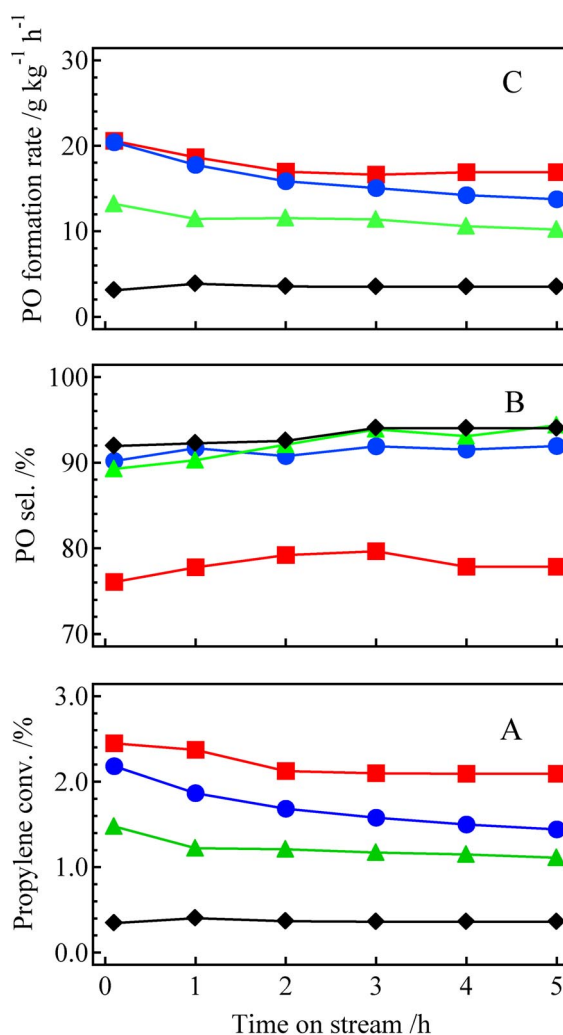 PO formation rate /g kg⁻¹ h⁻¹
30
20
10
0
C
PO sel. /%
100
90
80
70
B
Propylene conv. /%
3.0
2.0
1.0
0.0
A
0 1 2 3 4 5
Time on stream /h